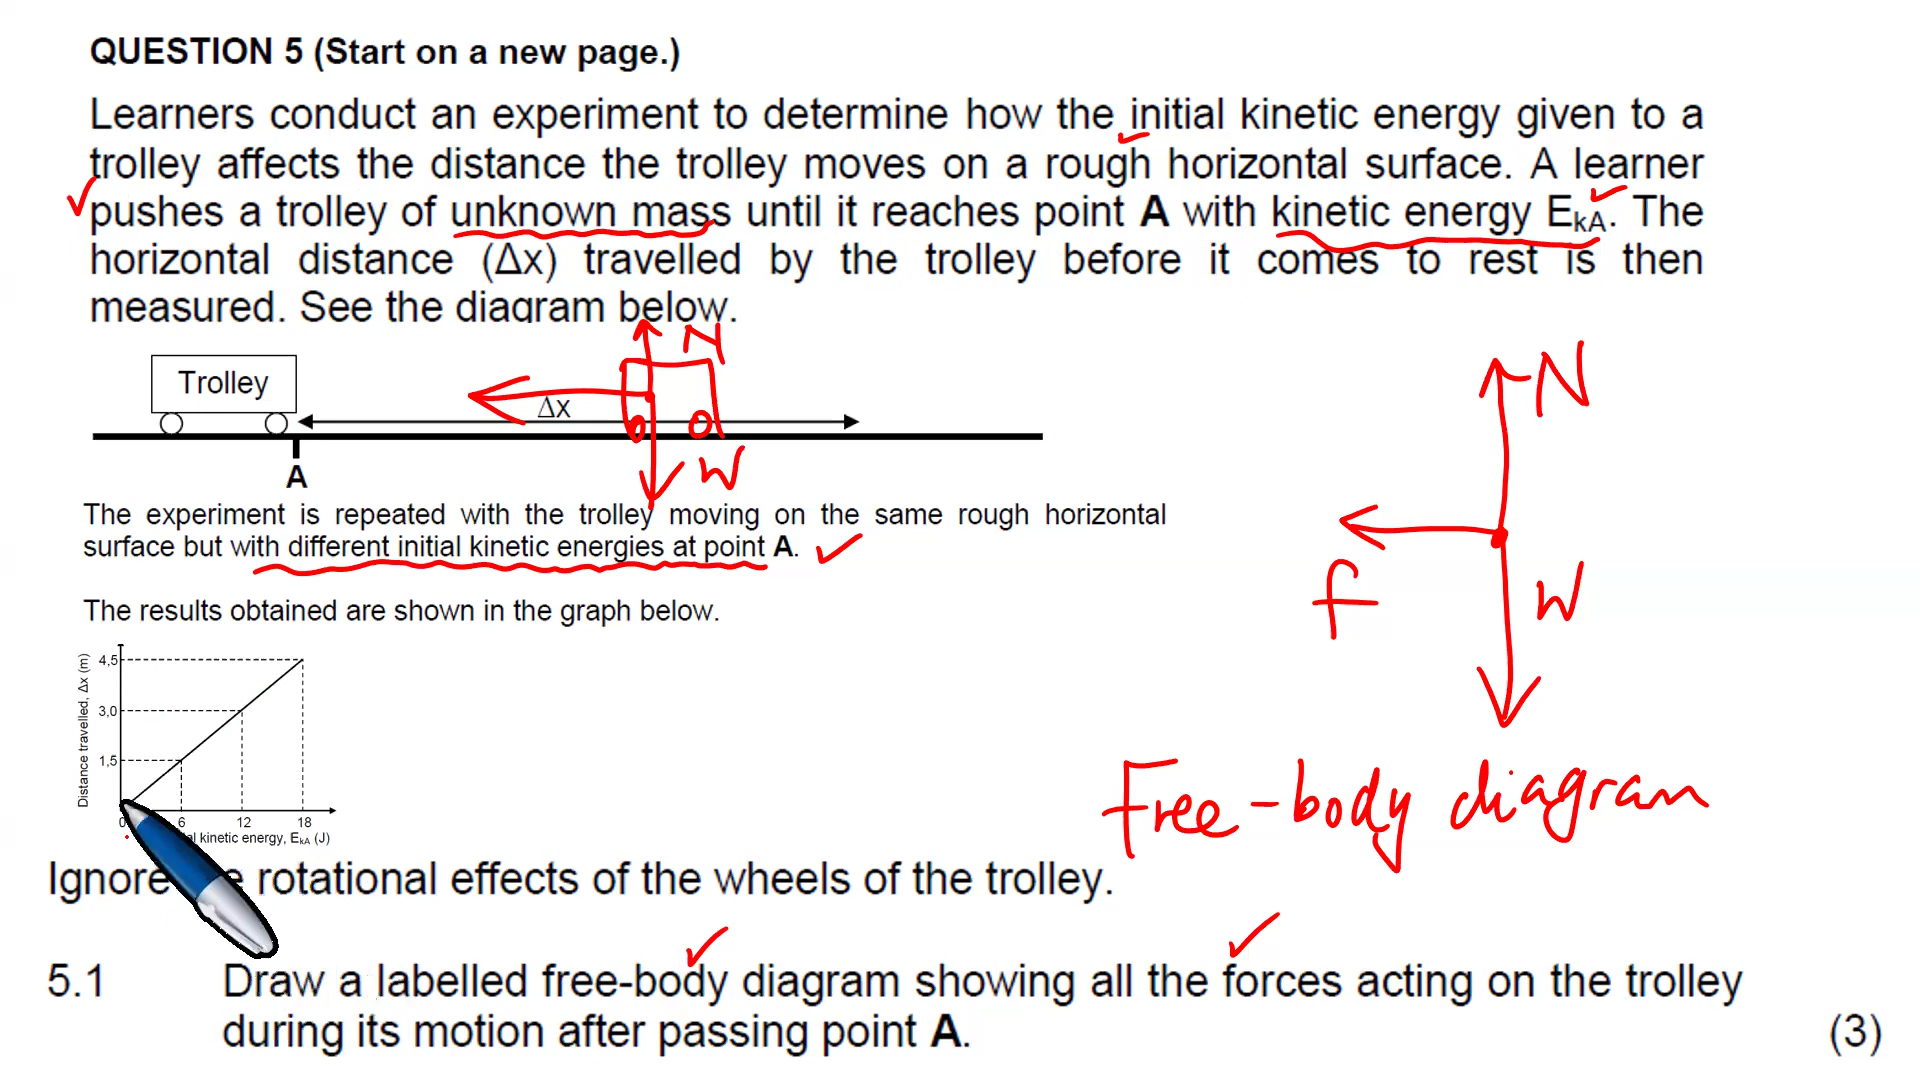 QUESTION 5 (Start on a new page.)
Learners conduct an experiment to determine how the initial kinetic energy given to a
trolley affects the distance the trolley moves on a rough horizontal surface. A learner
pushes a trolley of unknown mass until it reaches point A with kinetic energy EkA. The
horizontal distance (Δx) travelled by the trolley before it comes to rest is then
measured. See the diagram below.
N
Trolley
Δx
W
A
N
f
W
The experiment is repeated with the trolley moving on the same rough horizontal
surface but with different initial kinetic energies at point A.
The results obtained are shown in the graph below.
Distance travelled, Δx (m)
4,5
3,0
1,5
0 6 12 18
kinetic energy, EkA (J)
Free-body diagram
Ignore rotational effects of the wheels of the trolley.
5.1 Draw a labelled free-body diagram showing all the forces acting on the trolley
during its motion after passing point A. (3)